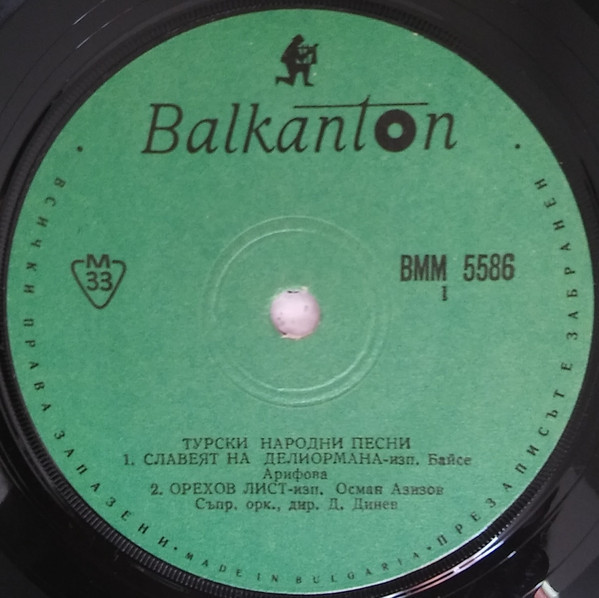 Balkanton
M
33
ВММ 5586
I
ТУРСКИ НАРОДНИ ПЕСНИ
1. СЛАВЕЯТ НА ДЕЛИОРМАНА-изп. Байсе
Арифова
2. ОРЕХОВ ЛИСТ-изп. Осман Азизов
Съпр. орк., дир. Д. Динев
• ВСИЧКИ ПРАВА ЗАПАЗЕНИ • MADE IN BULGARIA • ПРЕЗАПИСЪТ Е ЗАБРАНЕН •